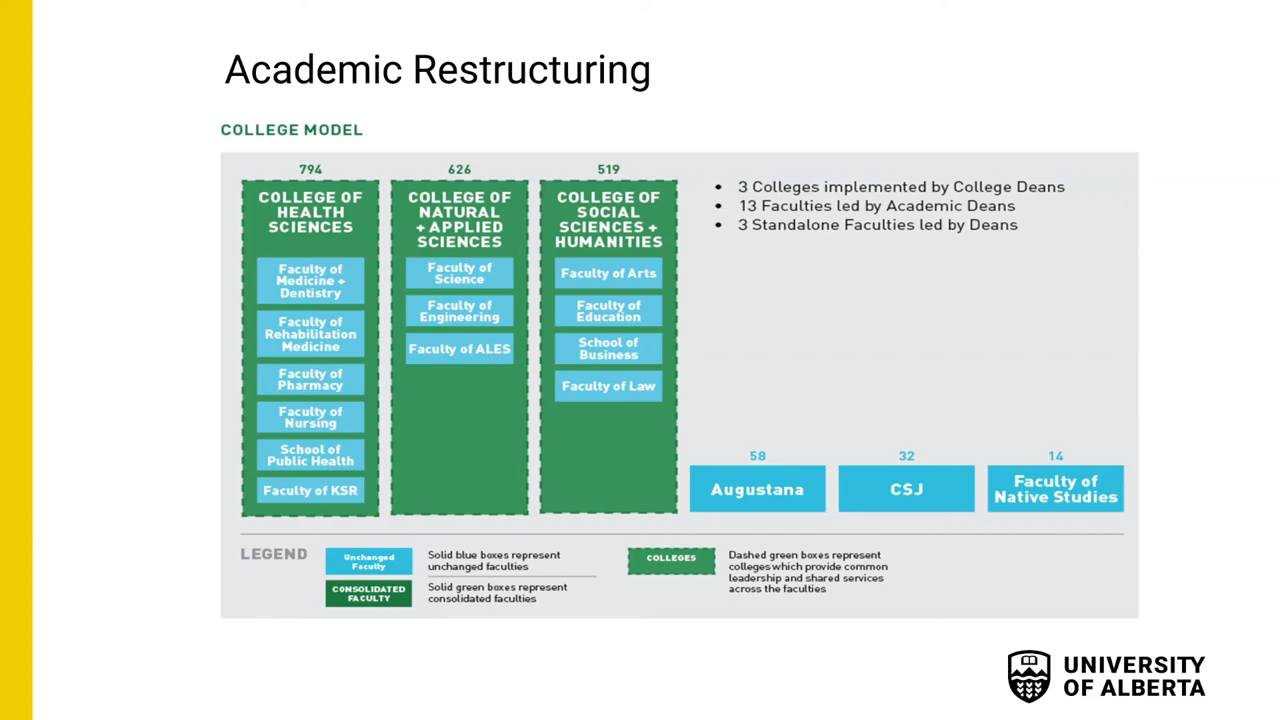 Academic Restructuring
COLLEGE MODEL
794
COLLEGE OF
HEALTH
SCIENCES
Faculty of
Medicine +
Dentistry
Faculty of
Rehabilitation
Medicine
Faculty of
Pharmacy
Faculty of
Nursing
School of
Public Health
Faculty of KSR
626
COLLEGE OF
NATURAL
+ APPLIED
SCIENCES
Faculty of
Science
Faculty of
Engineering
Faculty of ALES
519
COLLEGE OF
SOCIAL
SCIENCES +
HUMANITIES
Faculty of Arts
Faculty of
Education
School of
Business
Faculty of Law
• 3 Colleges implemented by College Deans
• 13 Faculties led by Academic Deans
• 3 Standalone Faculties led by Deans
58
Augustana
32
CSJ
14
Faculty of
Native Studies
LEGEND
Unchanged
Faculty
Solid blue boxes represent
unchanged faculties
CONSOLIDATED
FACULTY
Solid green boxes represent
consolidated faculties
COLLEGES
Dashed green boxes represent
colleges which provide common
leadership and shared services
across the faculties
UNIVERSITY
OF ALBERTA